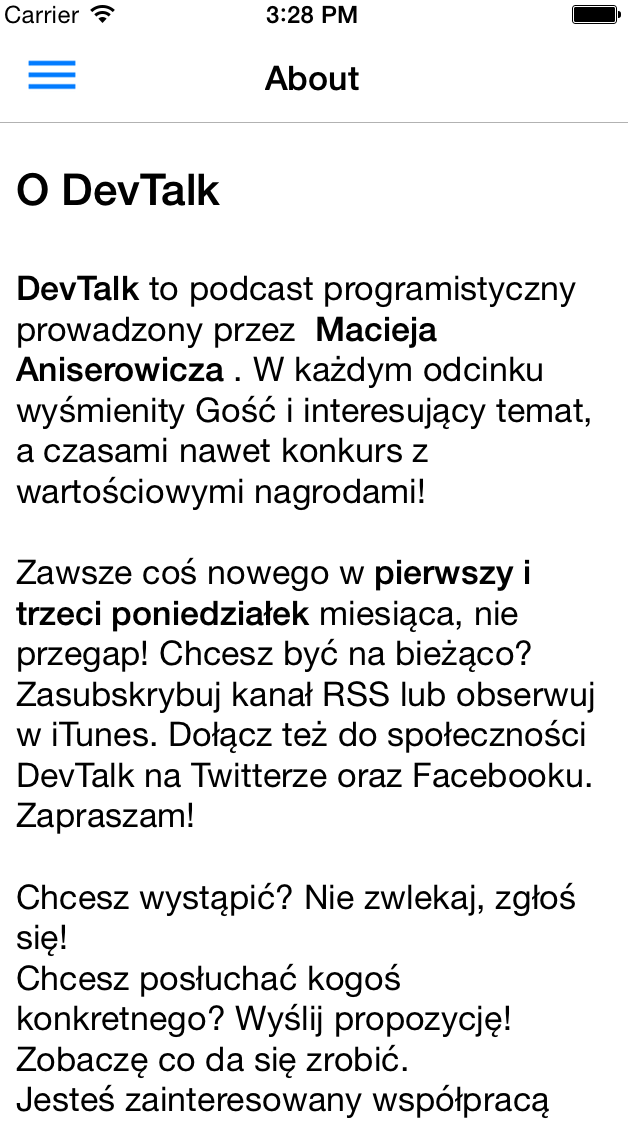 Carrier 3:28 PM
About
O DevTalk
DevTalk to podcast programistyczny
prowadzony przez  Macieja
Aniserowicza . W każdym odcinku
wyśmienity Gość i interesujący temat,
a czasami nawet konkurs z
wartościowymi nagrodami!
Zawsze coś nowego w pierwszy i
trzeci poniedziałek miesiąca, nie
przegap! Chcesz być na bieżąco?
Zasubskrybuj kanał RSS lub obserwuj
w iTunes. Dołącz też do społeczności
DevTalk na Twitterze oraz Facebooku.
Zapraszam!
Chcesz wystąpić? Nie zwlekaj, zgłoś
się!
Chcesz posłuchać kogoś
konkretnego? Wyślij propozycję!
Zobaczę co da się zrobić.
Jesteś zainteresowany współpracą